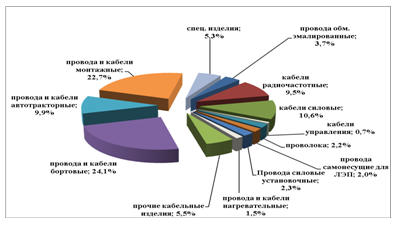 спец. изделия;
5,3%
провода обм.
эмалированные;
3,7%
кабели
радиочастотные;
9,5%
кабели силовые;
10,6%
кабели
управления; 0,7%
проволока; 2,2%
провода
самонесущие для
ЛЭП; 2,0%
Провода силовые
установочные;
2,3%
провода и кабели
нагревательные;
1,5%
прочие кабельные
изделия; 5,5%
провода и кабели
бортовые; 24,1%
провода и кабели
автотракторные;
9,9%
провода и кабели
монтажные;
22,7%